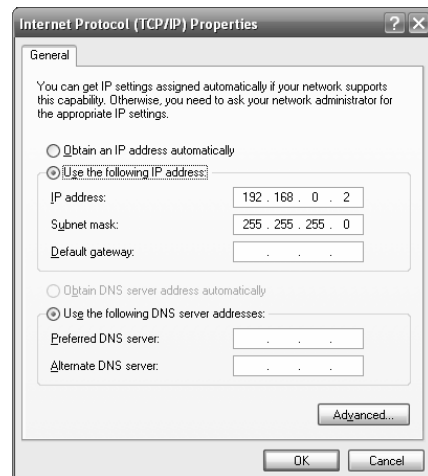 Internet Protocol (TCP/IP) Properties
General
You can get IP settings assigned automatically if your network supports
this capability. Otherwise, you need to ask your network administrator for
the appropriate IP settings.
Obtain an IP address automatically
Use the following IP address:
IP address: 192 . 168 . 0 . 2
Subnet mask: 255 . 255 . 255 . 0
Default gateway: . . .
Obtain DNS server address automatically
Use the following DNS server addresses:
Preferred DNS server: . . .
Alternate DNS server: . . .
Advanced...
OK Cancel